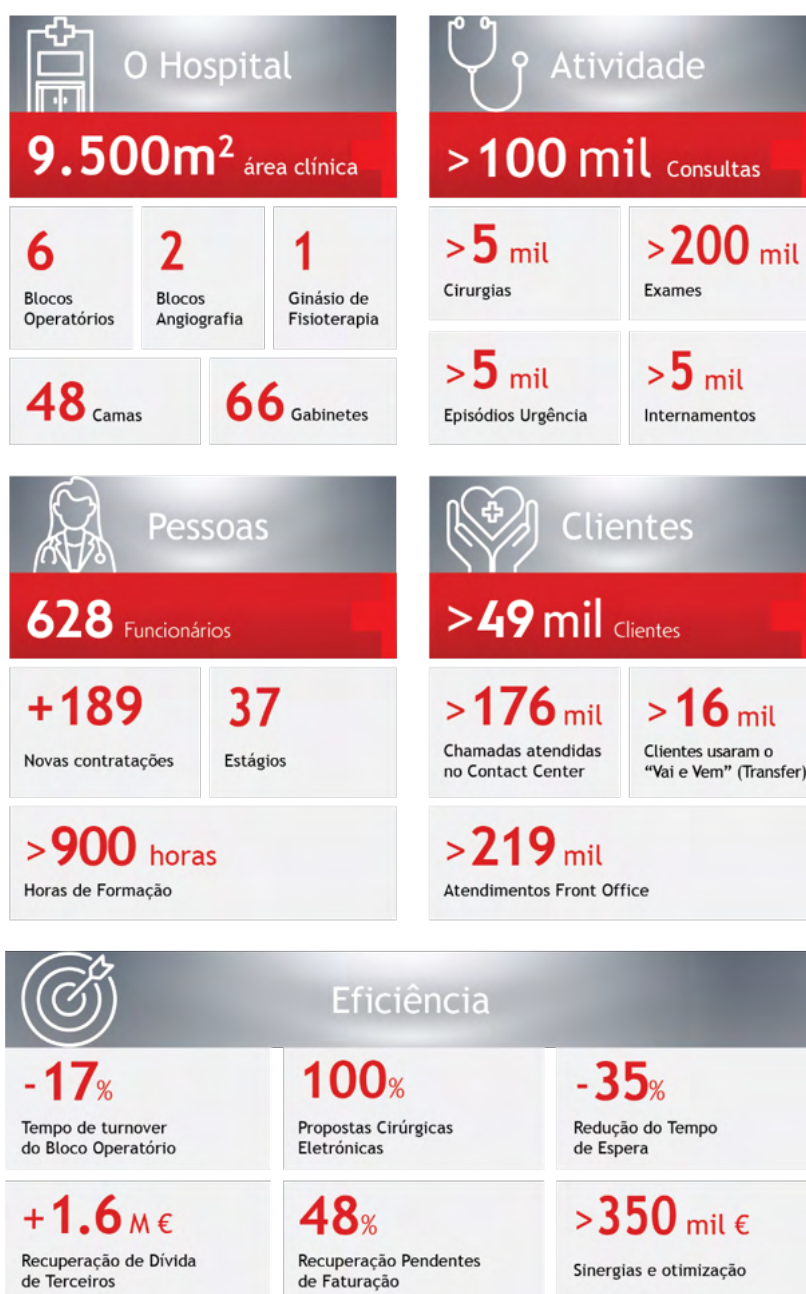 O Hospital
9.500m² área clínica
6
Blocos
Operatórios
2
Blocos
Angiografia
1
Ginásio de
Fisioterapia
48 Camas
66 Gabinetes
Atividade
>100 mil Consultas
>5 mil
Cirurgias
>200 mil
Exames
>5 mil
Episódios Urgência
>5 mil
Internamentos
Pessoas
628 Funcionários
+189
Novas contratações
37
Estágios
>900 horas
Horas de Formação
Clientes
>49 mil Clientes
>176 mil
Chamadas atendidas
no Contact Center
>16 mil
Clientes usaram o
“Vai e Vem” (Transfer)
>219 mil
Atendimentos Front Office
Eficiência
-17%
Tempo de turnover
do Bloco Operatório
100%
Propostas Cirúrgicas
Eletrónicas
-35%
Redução do Tempo
de Espera
+1.6 M €
Recuperação de Dívida
de Terceiros
48%
Recuperação Pendentes
de Faturação
>350 mil €
Sinergias e otimização